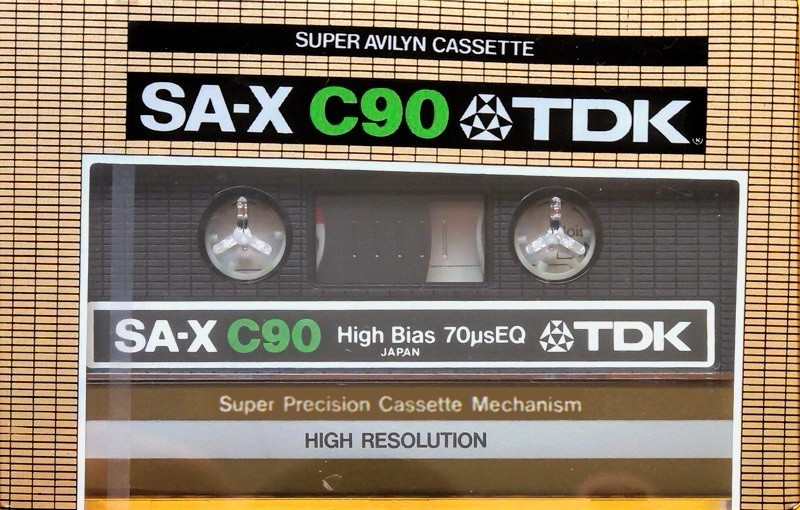 SUPER AVILYN CASSETTE
SA-X C90 TDK
SA-X C90 High Bias 70µsEQ TDK
JAPAN
Super Precision Cassette Mechanism
HIGH RESOLUTION